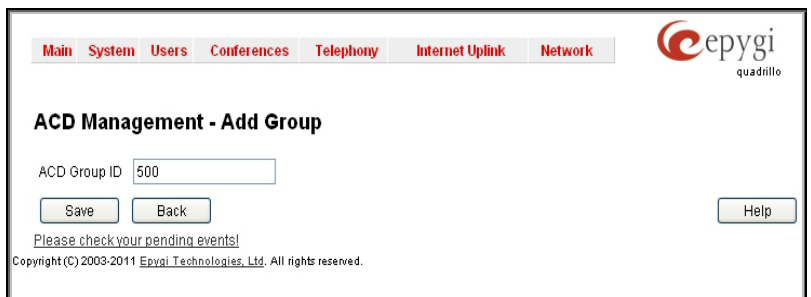 Main System Users Conferences Telephony Internet Uplink Network
epygi
quadrillo
ACD Management - Add Group
ACD Group ID 500
Save Back Help
Please check your pending events!
Copyright (C) 2003-2011 Epygi Technologies, Ltd. All rights reserved.